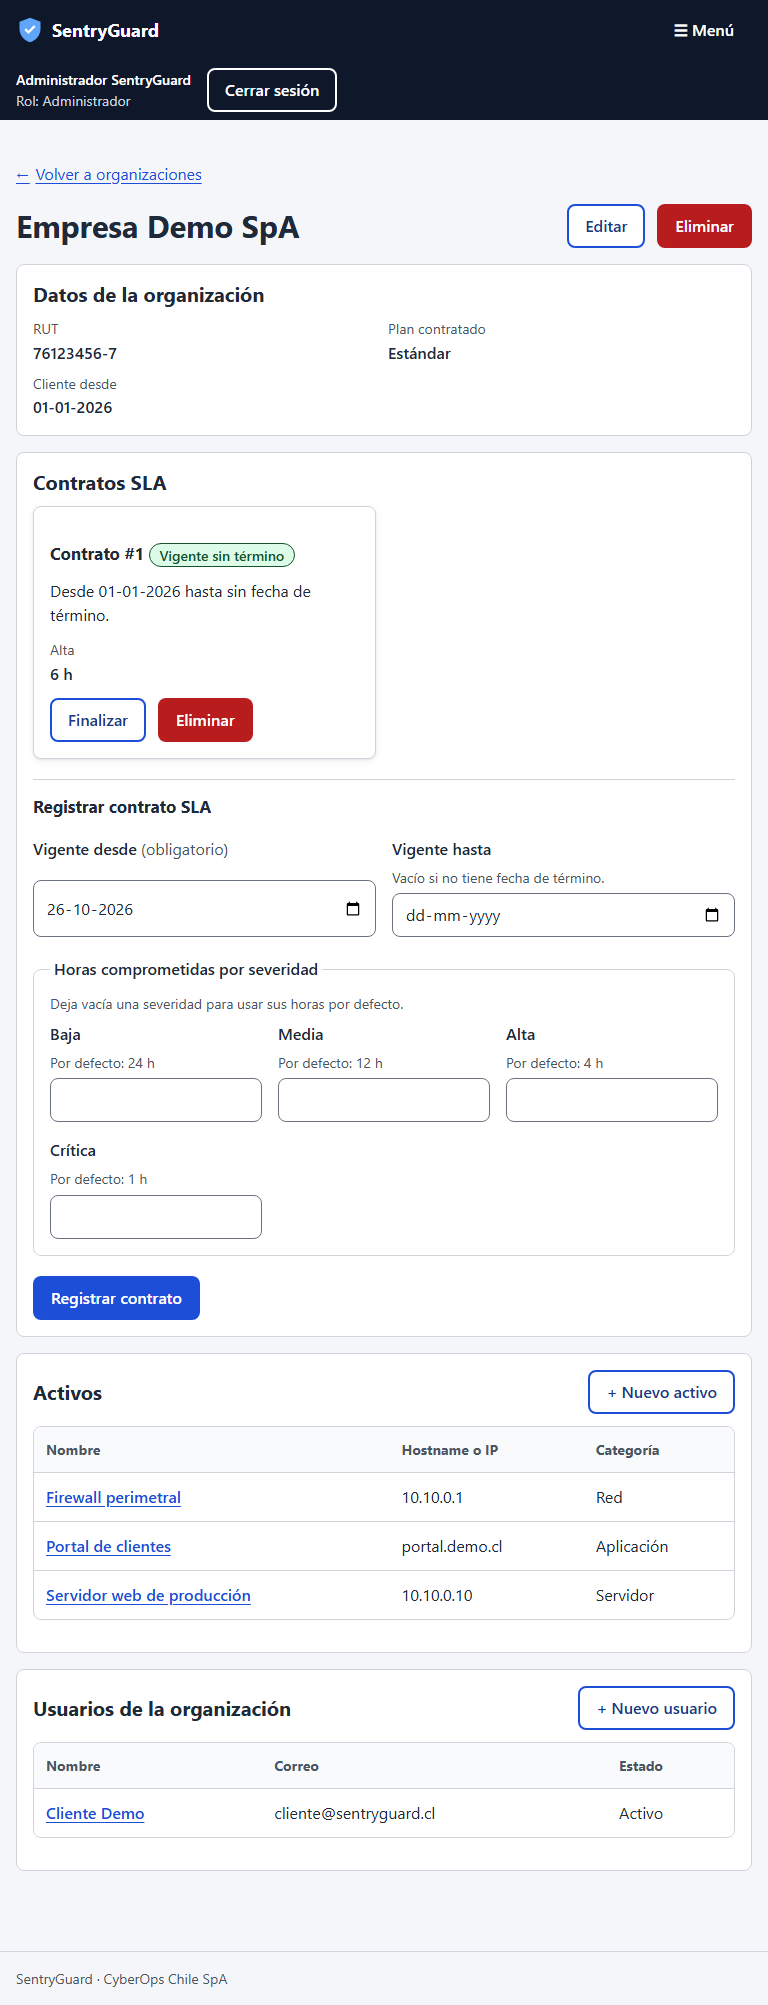 SentryGuard
☰ Menú
Administrador SentryGuard
Rol: Administrador
Cerrar sesión
← Volver a organizaciones
Empresa Demo SpA
Editar
Eliminar
Datos de la organización
RUT
76123456-7
Plan contratado
Estándar
Cliente desde
01-01-2026
Contratos SLA
Contrato #1 Vigente sin término
Desde 01-01-2026 hasta sin fecha de
término.
Alta
6 h
Finalizar
Eliminar
Registrar contrato SLA
Vigente desde (obligatorio)
26-10-2026
Vigente hasta
Vacío si no tiene fecha de término.
dd-mm-yyyy
Horas comprometidas por severidad
Deja vacía una severidad para usar sus horas por defecto.
Baja
Por defecto: 24 h
Media
Por defecto: 12 h
Alta
Por defecto: 4 h
Crítica
Por defecto: 1 h
Registrar contrato
Activos
+ Nuevo activo
Nombre Hostname o IP Categoría
Firewall perimetral 10.10.0.1 Red
Portal de clientes portal.demo.cl Aplicación
Servidor web de producción 10.10.0.10 Servidor
Usuarios de la organización
+ Nuevo usuario
Nombre Correo Estado
Cliente Demo cliente@sentryguard.cl Activo
SentryGuard · CyberOps Chile SpA